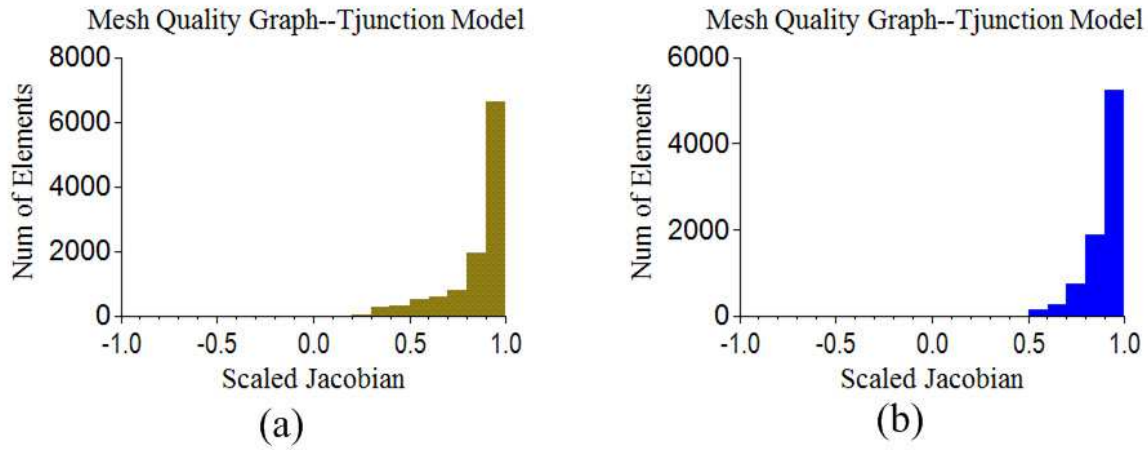 Mesh Quality Graph--Tjunction Model
8000
6000
4000
2000
0
Num of Elements
-1.0 -0.5 0.0 0.5 1.0
Scaled Jacobian
(a)
Mesh Quality Graph--Tjunction Model
6000
4000
2000
0
Num of Elements
-1.0 -0.5 0.0 0.5 1.0
Scaled Jacobian
(b)